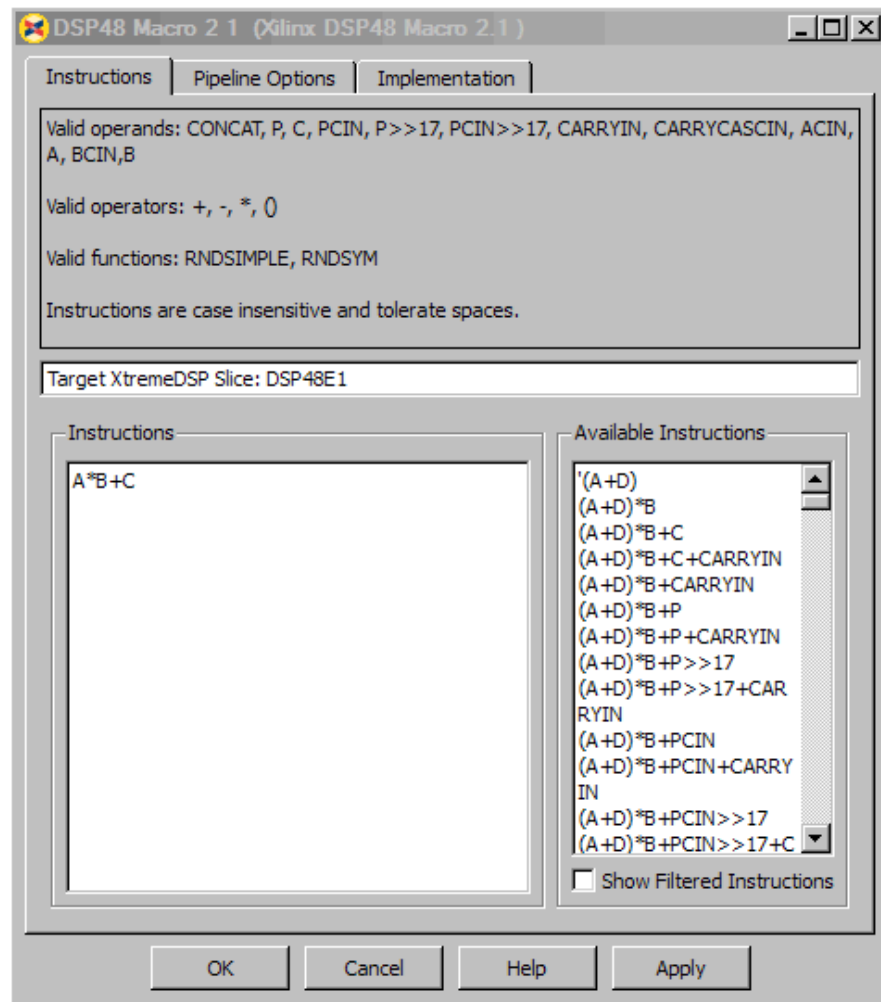 DSP48 Macro 2 1 (Xilinx DSP48 Macro 2.1 )
Instructions
Pipeline Options
Implementation
Valid operands: CONCAT, P, C, PCIN, P>>17, PCIN>>17, CARRYIN, CARRYCASCIN, ACIN,
A, BCIN,B
Valid operators: +, -, *, ()
Valid functions: RNDSIMPLE, RNDSYM
Instructions are case insensitive and tolerate spaces.
Target XtremeDSP Slice: DSP48E1
Instructions
A*B+C
Available Instructions
'(A+D)
(A+D)*B
(A+D)*B+C
(A+D)*B+C+CARRYIN
(A+D)*B+CARRYIN
(A+D)*B+P
(A+D)*B+P+CARRYIN
(A+D)*B+P>>17
(A+D)*B+P>>17+CAR
RYIN
(A+D)*B+PCIN
(A+D)*B+PCIN+CARRY
IN
(A+D)*B+PCIN>>17
(A+D)*B+PCIN>>17+C
Show Filtered Instructions
OK
Cancel
Help
Apply